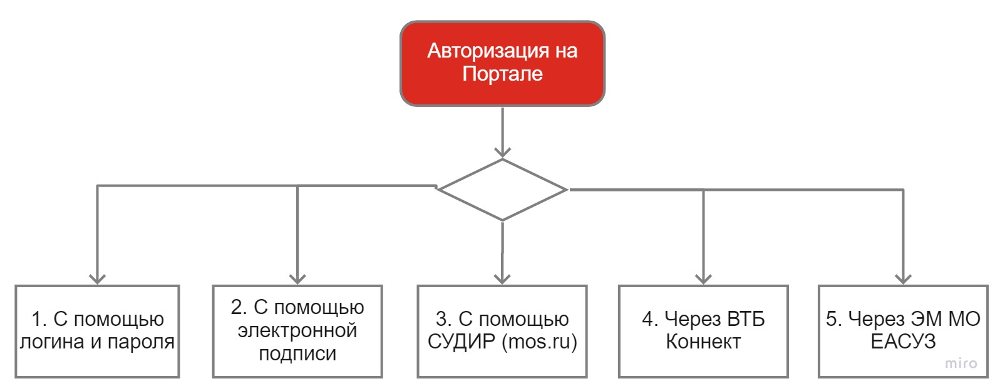 Авторизация на
Портале
1. С помощью
логина и пароля
2. С помощью
электронной
подписи
3. С помощью
СУДИР (mos.ru)
4. Через ВТБ
Коннект
5. Через ЭМ МО
ЕАСУЗ
miro